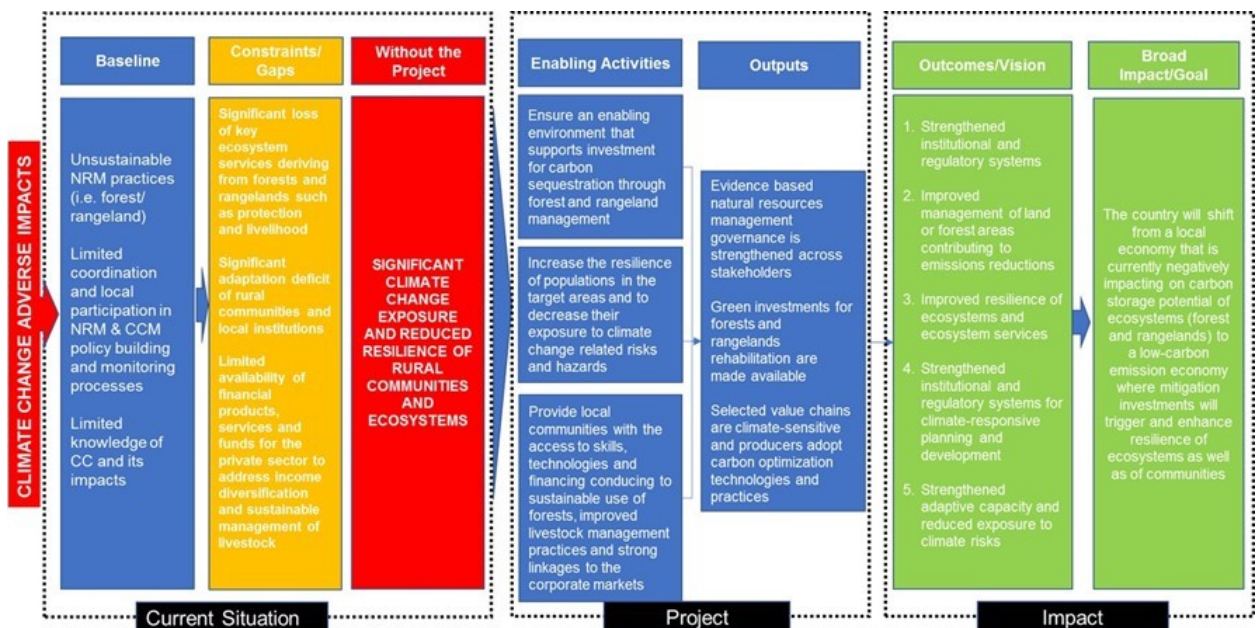 CLIMATE CHANGE ADVERSE IMPACTS
Baseline
Unsustainable
NRM practices
(i.e. forest/
rangeland)
Limited
coordination
and local
participation in
NRM & CCM
policy building
and monitoring
processes
Limited
knowledge of
CC and its
impacts
Constraints/
Gaps
Significant loss
of key
ecosystem
services deriving
from forests and
rangelands such
as protection
and livelihood
Significant
adaptation deficit
of rural
communities and
local institutions
Limited
availability of
financial
products,
services and
funds for the
private sector to
address income
diversification
and sustainable
management of
livestock
Without the
Project
SIGNIFICANT
CLIMATE
CHANGE
EXPOSURE
AND REDUCED
RESILIENCE OF
RURAL
COMMUNITIES
AND
ECOSYSTEMS
Current Situation
Enabling Activities
Ensure an enabling
environment that
supports investment
for carbon
sequestration through
forest and rangeland
management
Increase the resilience
of populations in the
target areas and to
decrease their
exposure to climate
change related risks
and hazards
Provide local
communities with the
access to skills,
technologies and
financing conducing to
sustainable use of
forests, improved
livestock management
practices and strong
linkages to the
corporate markets
Outputs
Evidence based
natural resources
management
governance is
strengthened across
stakeholders
Green investments for
forests and
rangelands
rehabilitation are
made available
Selected value chains
are climate-sensitive
and producers adopt
carbon optimization
technologies and
practices
Project
Outcomes/Vision
1. Strengthened
institutional and
regulatory systems
2. Improved
management of land
or forest areas
contributing to
emissions reductions
3. Improved resilience of
ecosystems and
ecosystem services
4. Strengthened
institutional and
regulatory systems for
climate-responsive
planning and
development
5. Strengthened
adaptive capacity and
reduced exposure to
climate risks
Broad
Impact/Goal
The country will shift
from a local
economy that is
currently negatively
impacting on carbon
storage potential of
ecosystems (forest
and rangelands) to
a low-carbon
emission economy
where mitigation
investments will
trigger and enhance
resilience of
ecosystems as well
as of communities
Impact